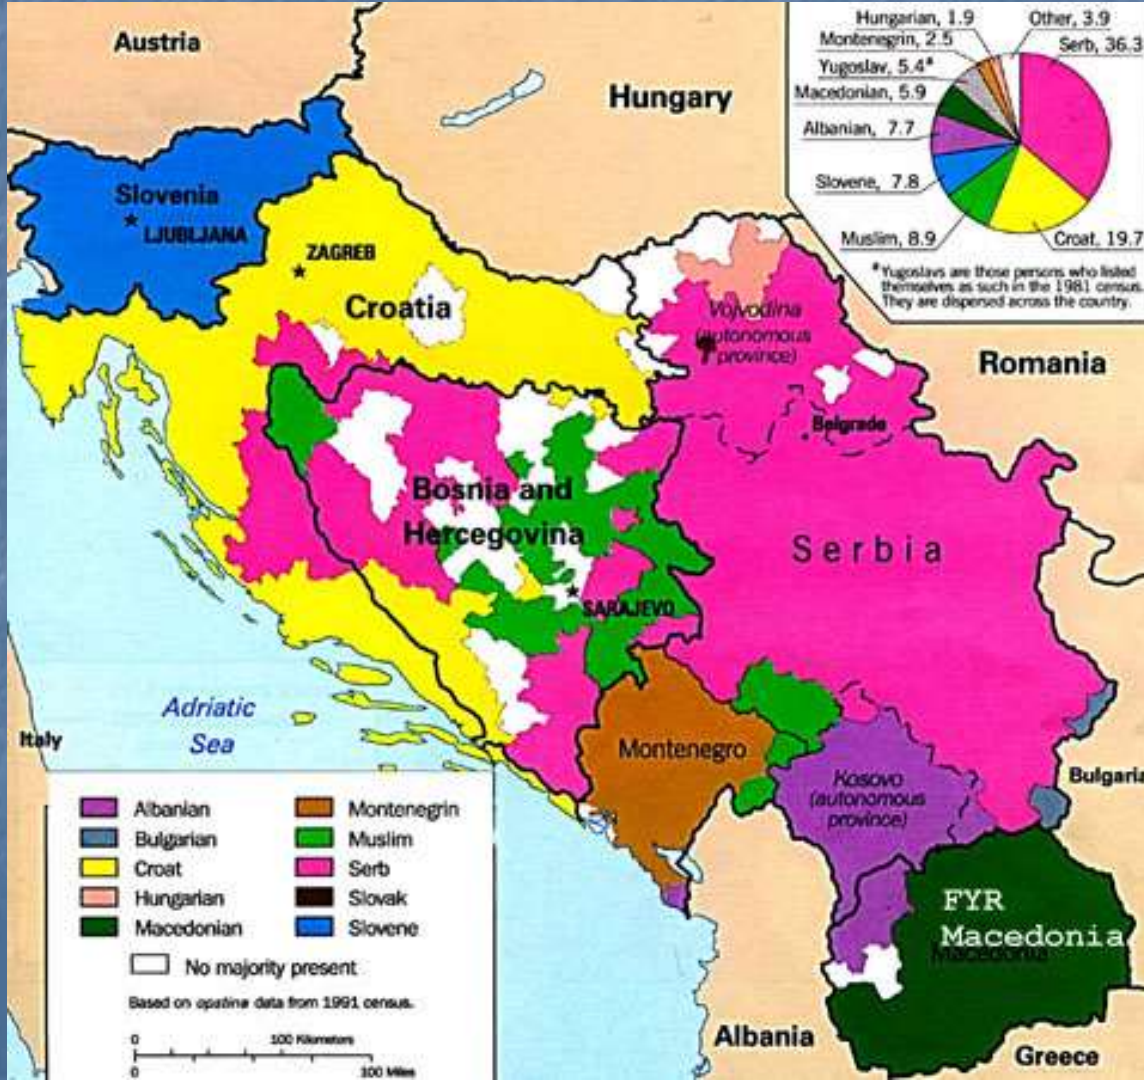 Austria
Hungary
Hungarian, 1.9
Other, 3.9
Montenegrin, 2.5
Serb, 36.3
Yugoslav, 5.4*
Macedonian, 5.9
Albanian, 7.7
Slovene, 7.8
Muslim, 8.9
Croat, 19.7
*Yugoslavs are those persons who listed
themselves as such in the 1981 census.
They are dispersed across the country.
Slovenia
LJUBLJANA
ZAGREB
Croatia
Vojvodina
(autonomous
province)
Romania
Belgrade
Bosnia and
Hercegovina
Serbia
SARAJEVO
Adriatic
Sea
Italy
Montenegro
Kosovo
(autonomous
province)
Bulgaria
FYR
Macedonia
Macedonia
Albania
Greece
Albanian
Bulgarian
Croat
Hungarian
Macedonian
Montenegrin
Muslim
Serb
Slovak
Slovene
No majority present
Based on opština data from 1991 census.
0 100 Kilometers
0 100 Miles